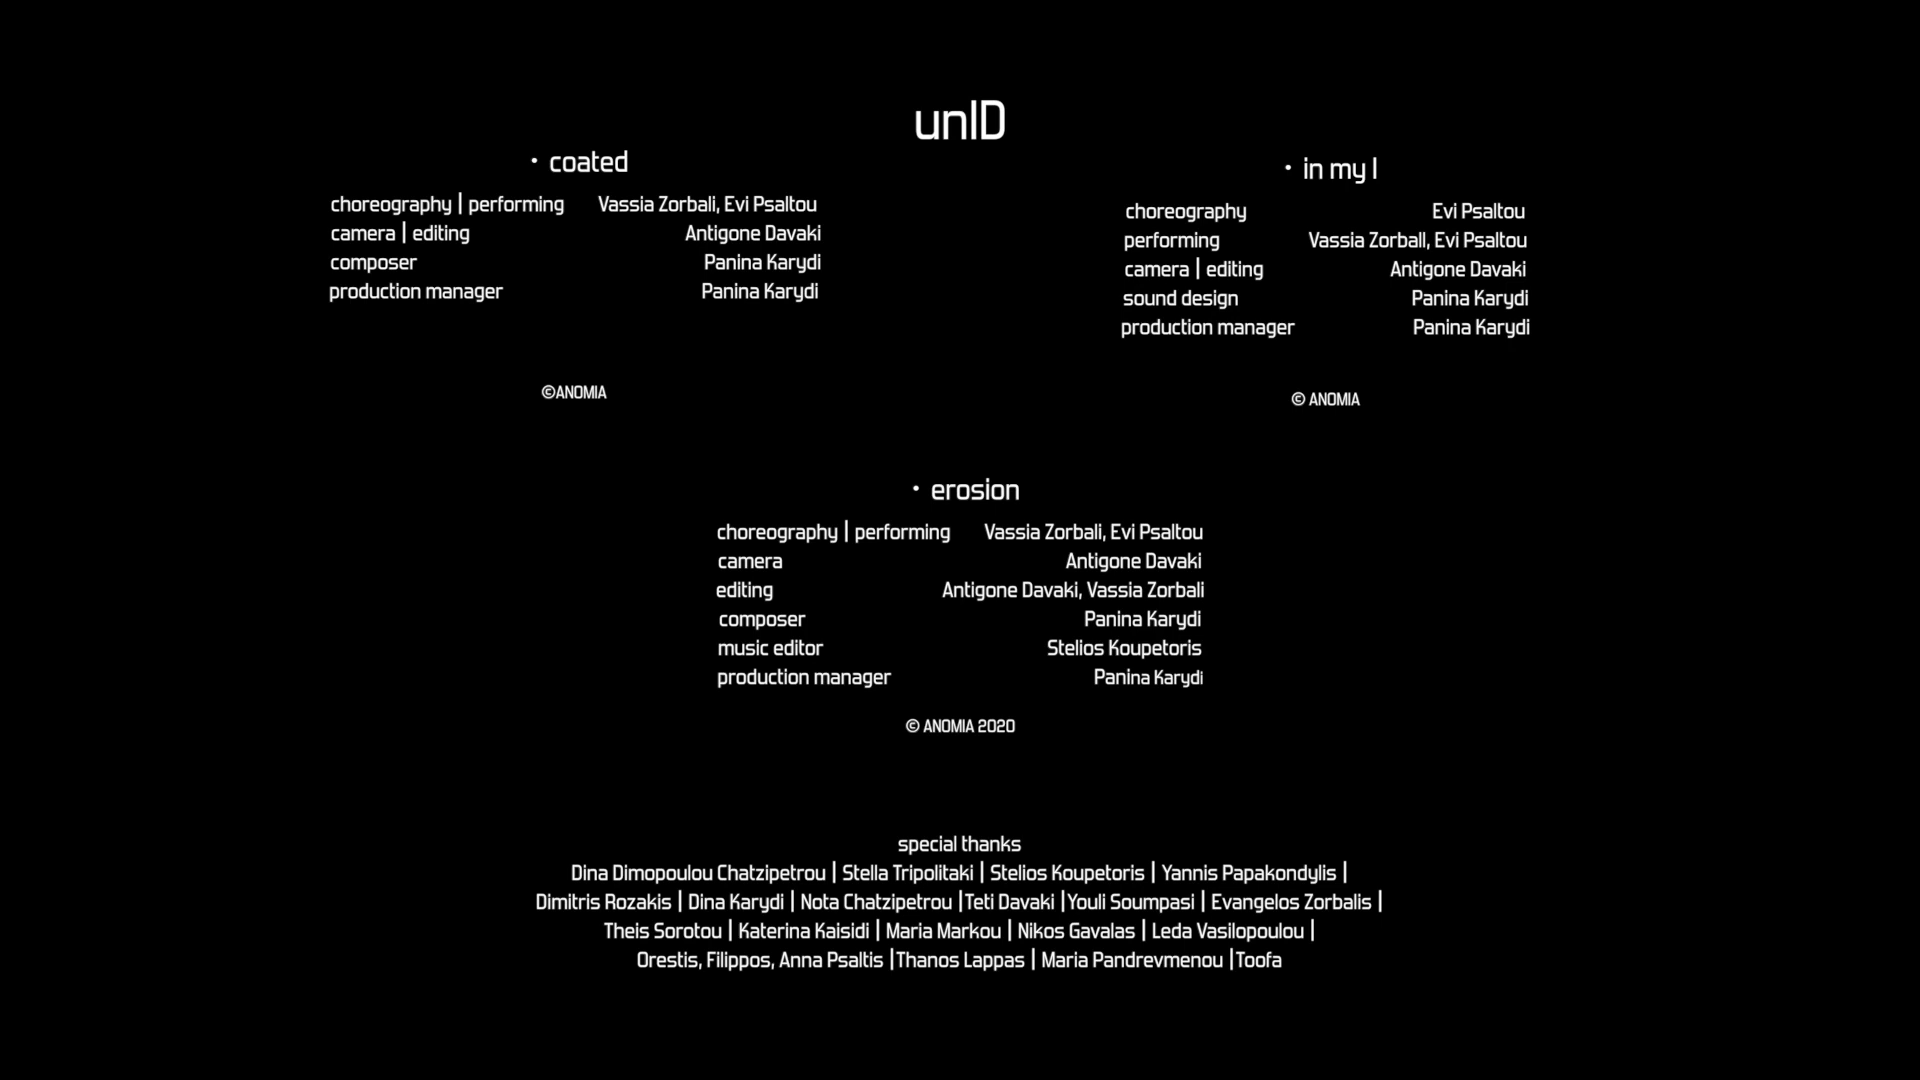 unID
• coated
choreography | performing Vassia Zorbali, Evi Psaltou
camera | editing Antigone Davaki
composer Panina Karydi
production manager Panina Karydi
©ANOMIA
• in my I
choreography Evi Psaltou
performing Vassia Zorball, Evi Psaltou
camera | editing Antigone Davaki
sound design Panina Karydi
production manager Panina Karydi
© ANOMIA
• erosion
choreography | performing Vassia Zorbali, Evi Psaltou
camera Antigone Davaki
editing Antigone Davaki, Vassia Zorbali
composer Panina Karydi
music editor Stelios Koupetoris
production manager Panina Karydi
© ANOMIA 2020
special thanks
Dina Dimopoulou Chatzipetrou | Stella Tripolitaki | Stelios Koupetoris | Yannis Papakondylis |
Dimitris Rozakis | Dina Karydi | Nota Chatzipetrou |Teti Davaki |Youli Soumpasi | Evangelos Zorbalis |
Theis Sorotou | Katerina Kaisidi | Maria Markou | Nikos Gavalas | Leda Vasilopoulou |
Orestis, Filippos, Anna Psaltis |Thanos Lappas | Maria Pandrevmenou |Toofa